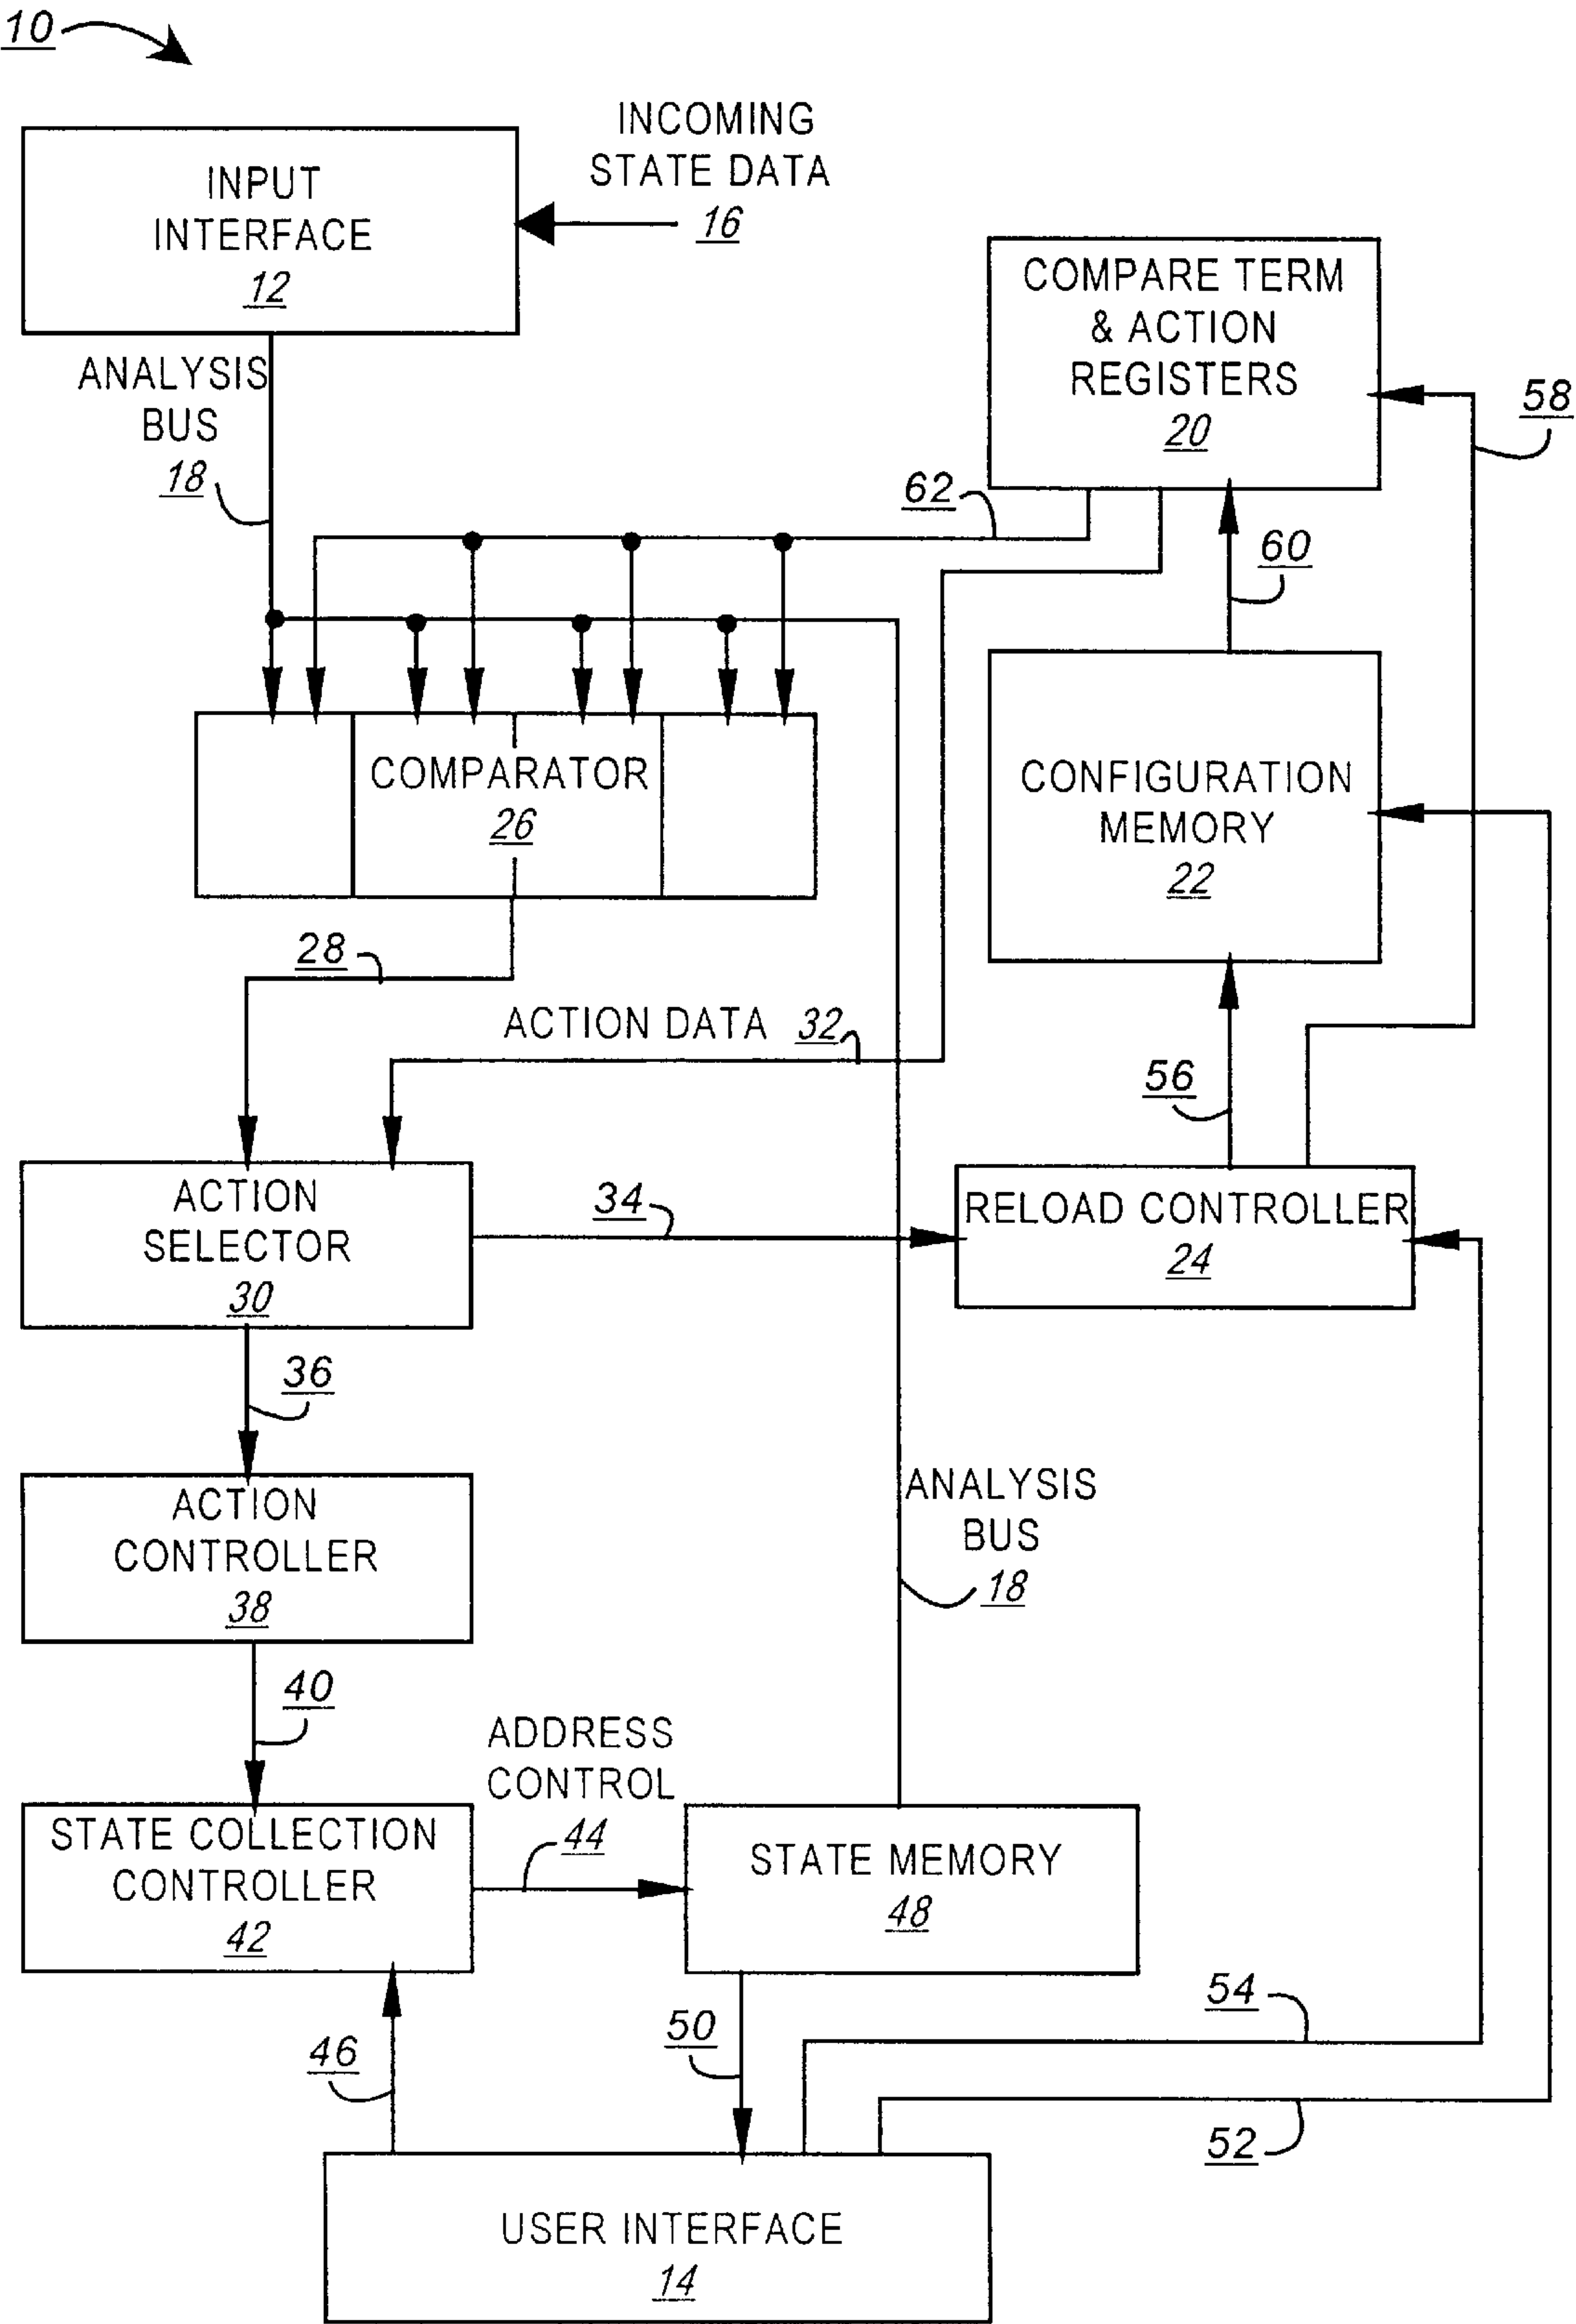 10
INCOMING
STATE DATA
16
INPUT
INTERFACE
12
COMPARE TERM
& ACTION
REGISTERS
20
ANALYSIS
BUS
18
58
62
60
COMPARATOR
26
CONFIGURATION
MEMORY
22
28
ACTION DATA 32
56
ACTION
SELECTOR
30
34
RELOAD CONTROLLER
24
36
ACTION
CONTROLLER
38
ANALYSIS
BUS
18
40
ADDRESS
CONTROL
44
STATE COLLECTION
CONTROLLER
42
STATE MEMORY
48
54
50
46
52
USER INTERFACE
14